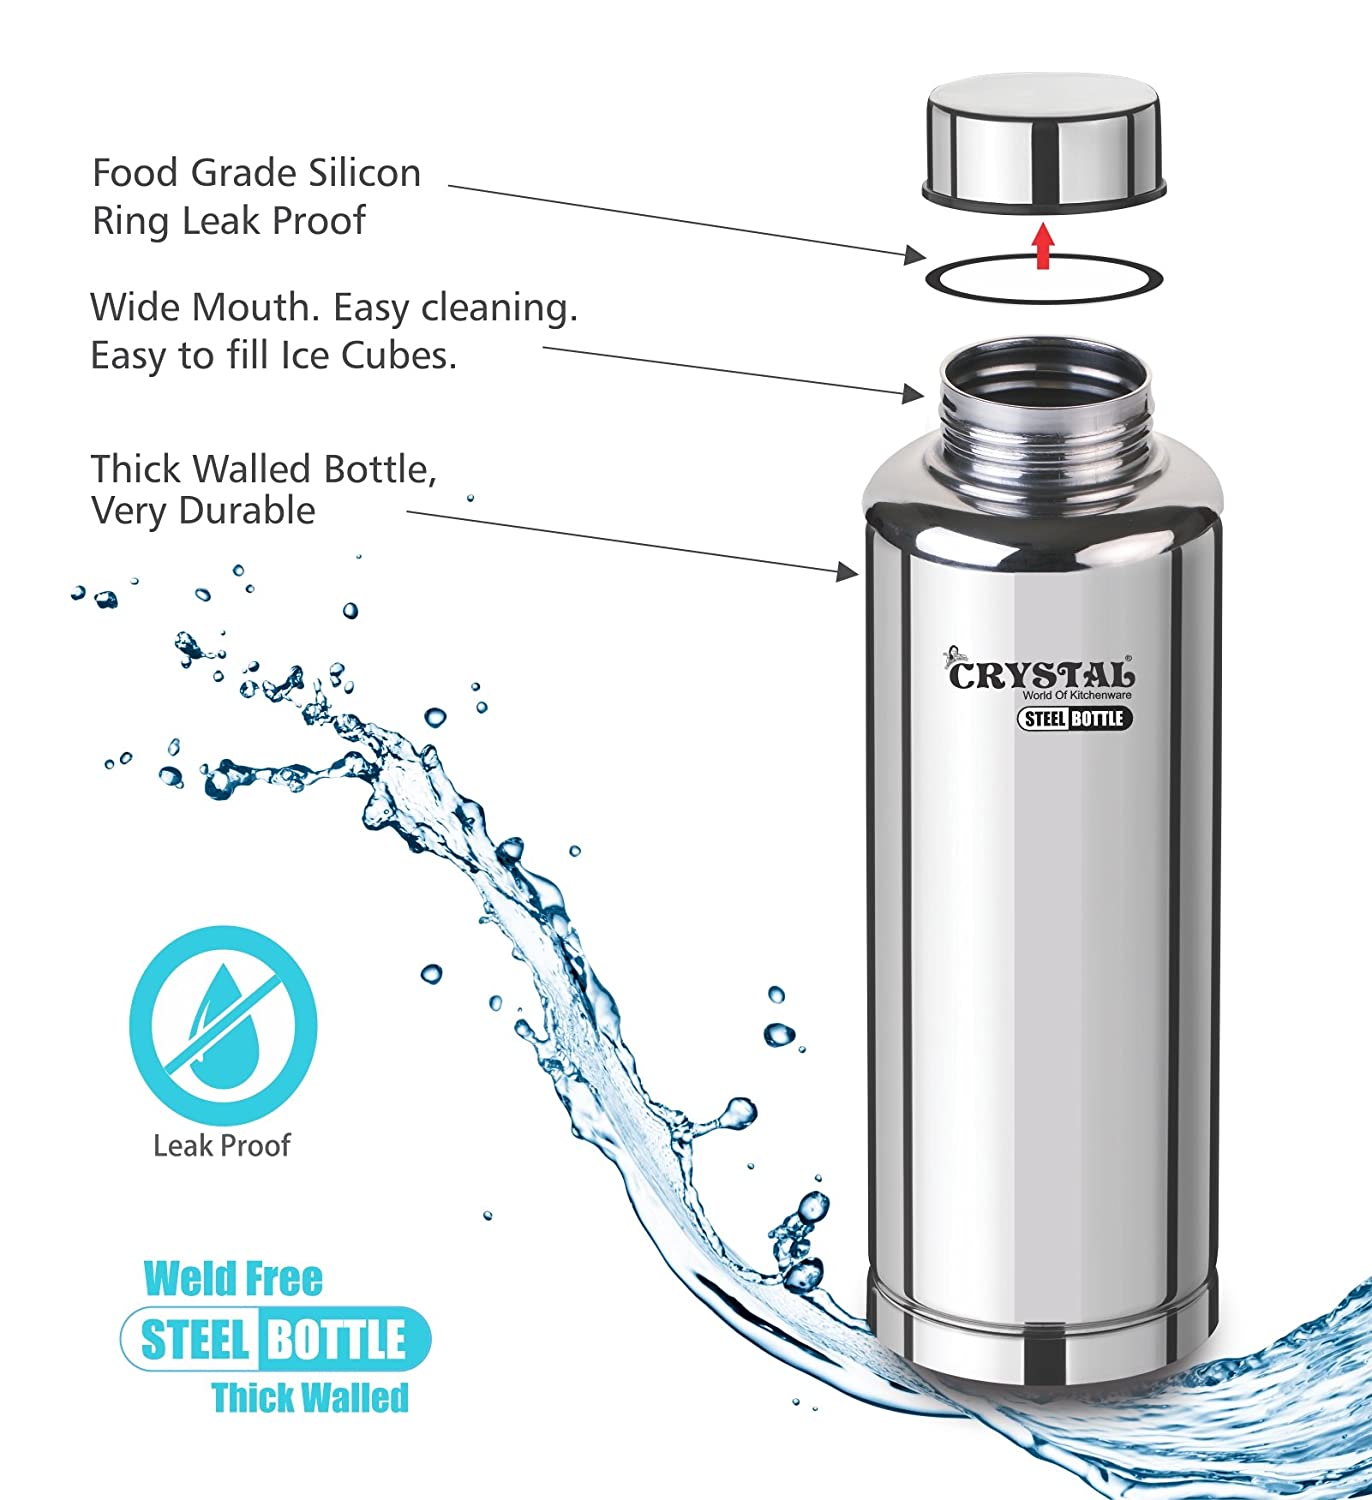 Food Grade Silicon
Ring Leak Proof
Wide Mouth. Easy cleaning.
Easy to fill Ice Cubes.
Thick Walled Bottle,
Very Durable
CRYSTAL®
World Of Kitchenware
STEEL BOTTLE
Leak Proof
Weld Free
STEEL BOTTLE
Thick Walled